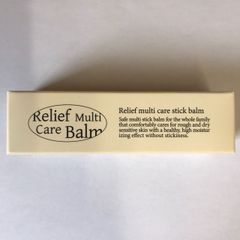 Relief Multi
Care Balm
Relief multi care stick balm
Safe multi stick balm for the whole family
that comfortably cares for rough and dry
sensitive skin with a healthy, high moistur
izing effect without stickiness.